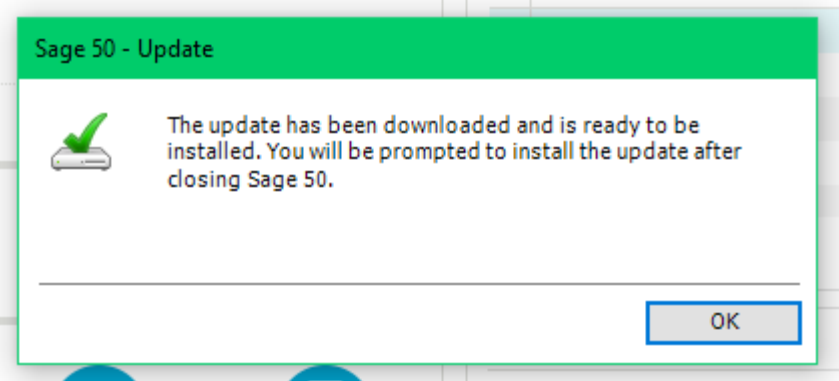 Sage 50 - Update
The update has been downloaded and is ready to be
installed. You will be prompted to install the update after
closing Sage 50.
OK